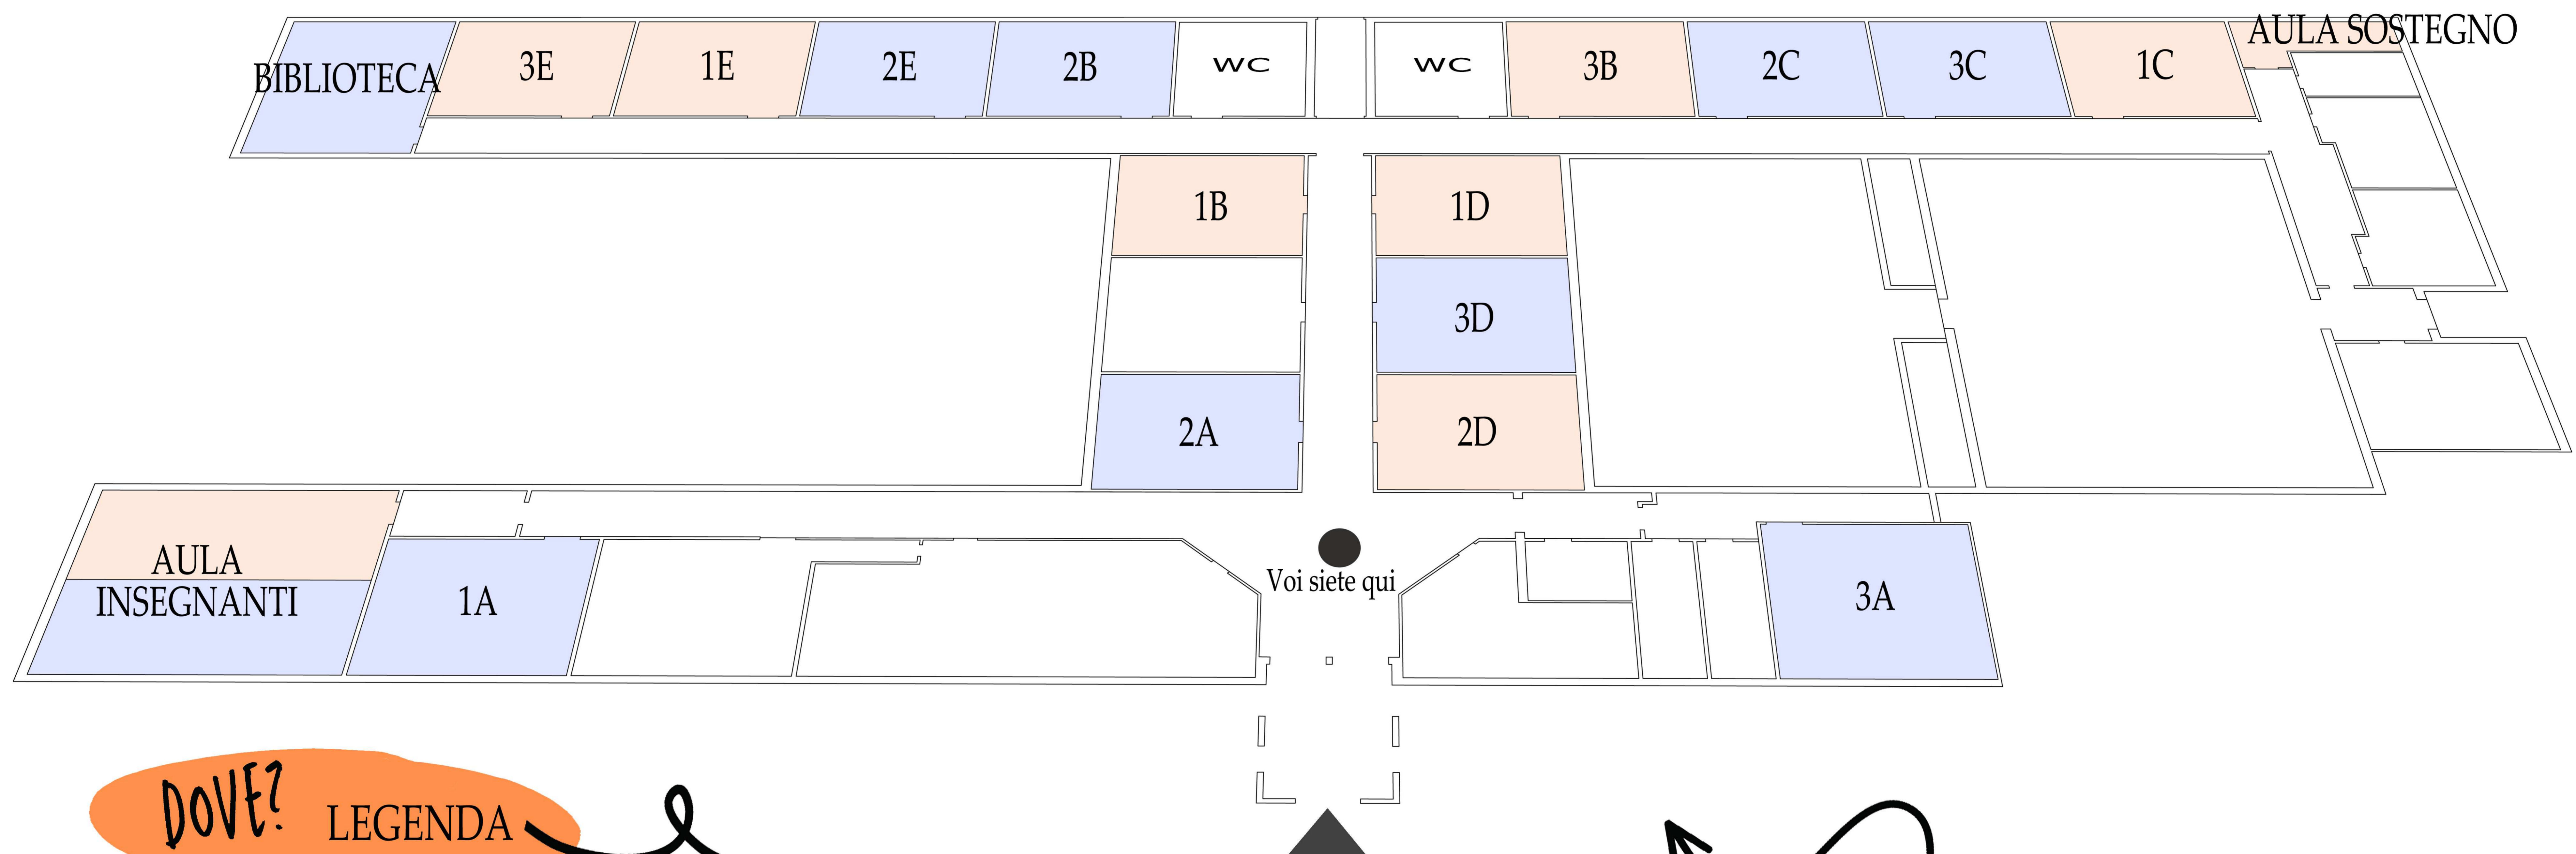 AULA SOSTEGNO
BIBLIOTECA
3E
1E
2E
2B
WC
WC
3B
2C
3C
1C
1B
1D
3D
2A
2D
AULA
INSEGNANTI
1A
Voi siete qui
3A
DOVE?
LEGENDA